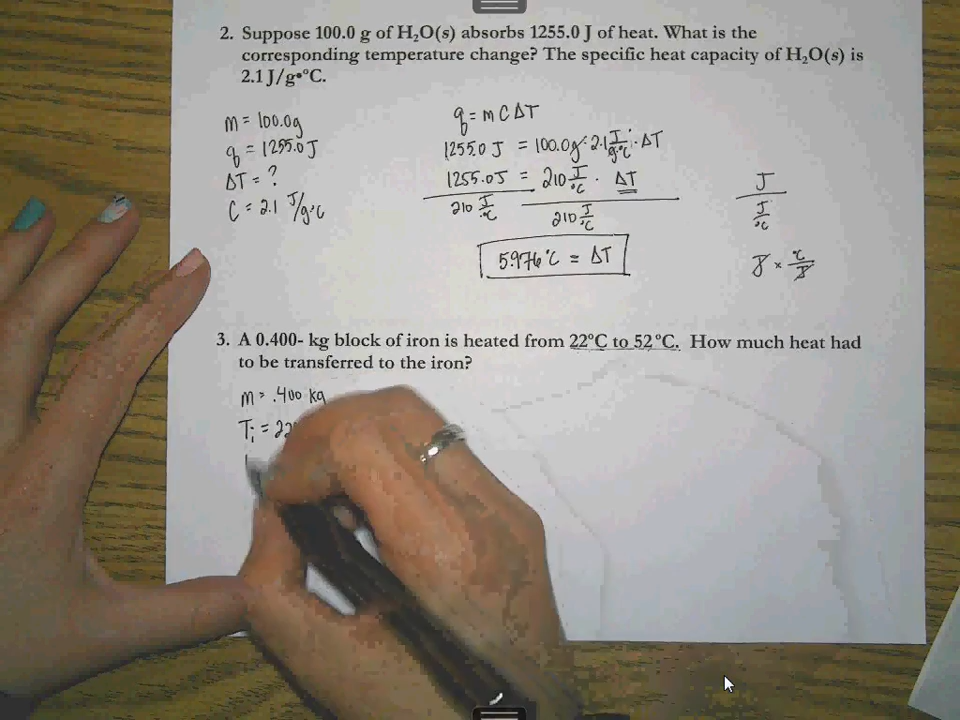 2. Suppose 100.0 g of H₂O(s) absorbs 1255.0 J of heat. What is the
corresponding temperature change? The specific heat capacity of H₂O(s) is
2.1 J/g•°C.
m = 100.0g
q = 1255.0 J
ΔT = ?
C = 2.1 J/g°C
q = m C ΔT
1255.0 J = 100.0g · 2.1 J/g·°C · ΔT
1255.0 J = 210 J/°C · ΔT
210 J/°C 210 J/°C
5.976°C = ΔT
J
J/°C
J × °C/J
3. A 0.400- kg block of iron is heated from 22°C to 52°C. How much heat had
to be transferred to the iron?
m = .400 kg
Ti = 22